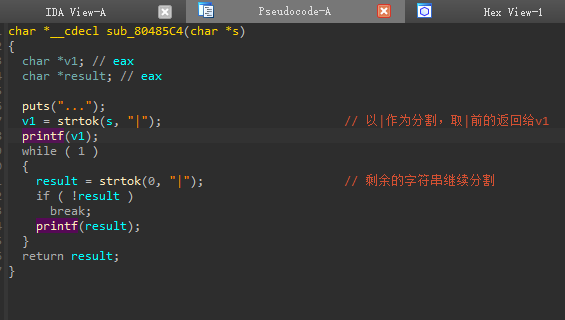 IDA View-A Pseudocode-A Hex View-1
char *__cdecl sub_80485C4(char *s)
{
char *v1; // eax
char *result; // eax
puts("...");
v1 = strtok(s, "|"); // 以|作为分割，取|前的返回给v1
printf(v1);
while ( 1 )
{
result = strtok(0, "|"); // 剩余的字符串继续分割
if ( !result )
break;
printf(result);
}
return result;
}